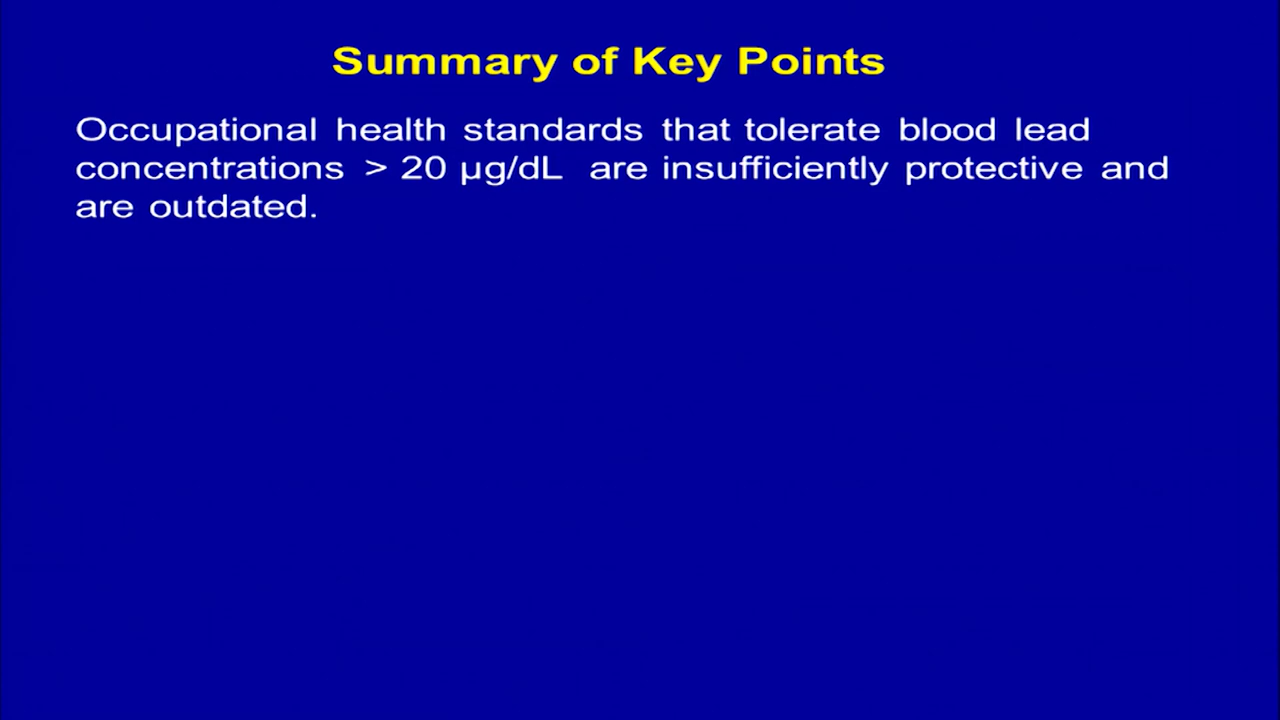 Summary of Key Points
Occupational health standards that tolerate blood lead
concentrations > 20 µg/dL are insufficiently protective and
are outdated.